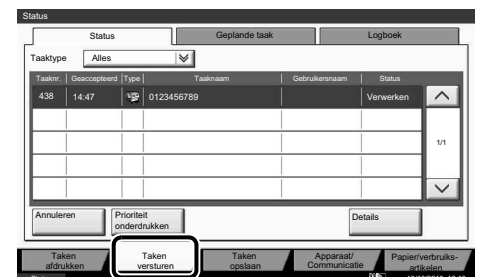 Status
Status Geplande taak Logboek
Taaktype Alles
Taaknr. Geaccepteerd Type Taaknaam Gebruikersnaam Status
438 14:47 0123456789 Verwerken
1/1
Annuleren Prioriteit onderdrukken Details
Taken afdrukken Taken versturen Taken opslaan Apparaat/ Communicatie Papier/verbruiks- artikelen
Status